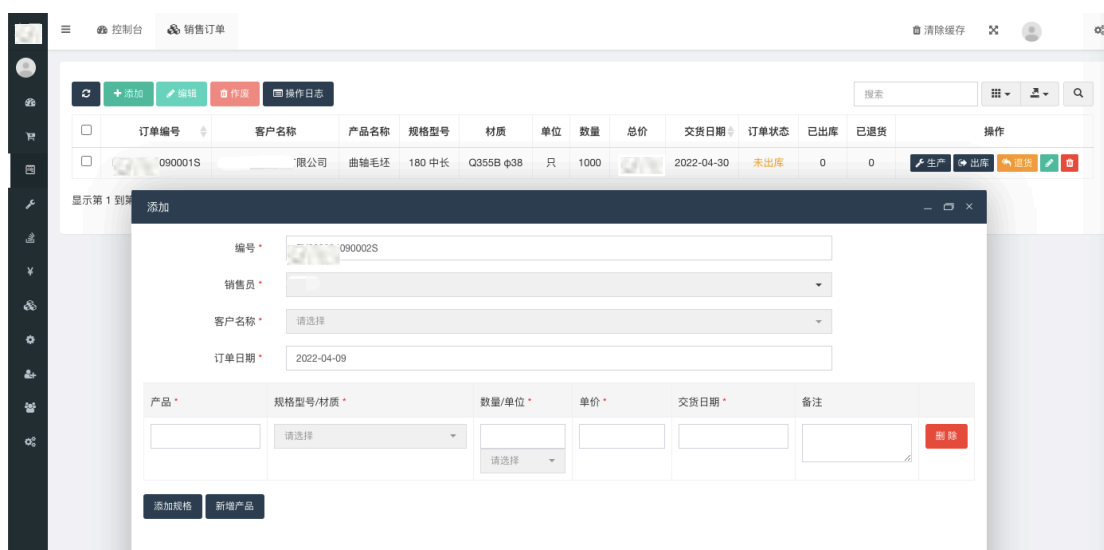 控制台 销售订单 清除缓存
添加 编辑 作废 操作日志 搜索
订单编号 客户名称 产品名称 规格型号 材质 单位 数量 总价 交货日期 订单状态 已出库 已退货 操作
090001S 限公司 曲轴毛坯 180 中长 Q355B φ38 只 1000 2022-04-30 未出库 0 0 生产 出库 退货
显示第 1 到第
添加
编号 * 090002S
销售员 *
客户名称 * 请选择
订单日期 * 2022-04-09
产品 * 规格型号/材质 * 数量/单位 * 单价 * 交货日期 * 备注
请选择 删 除
请选择
添加规格 新增产品